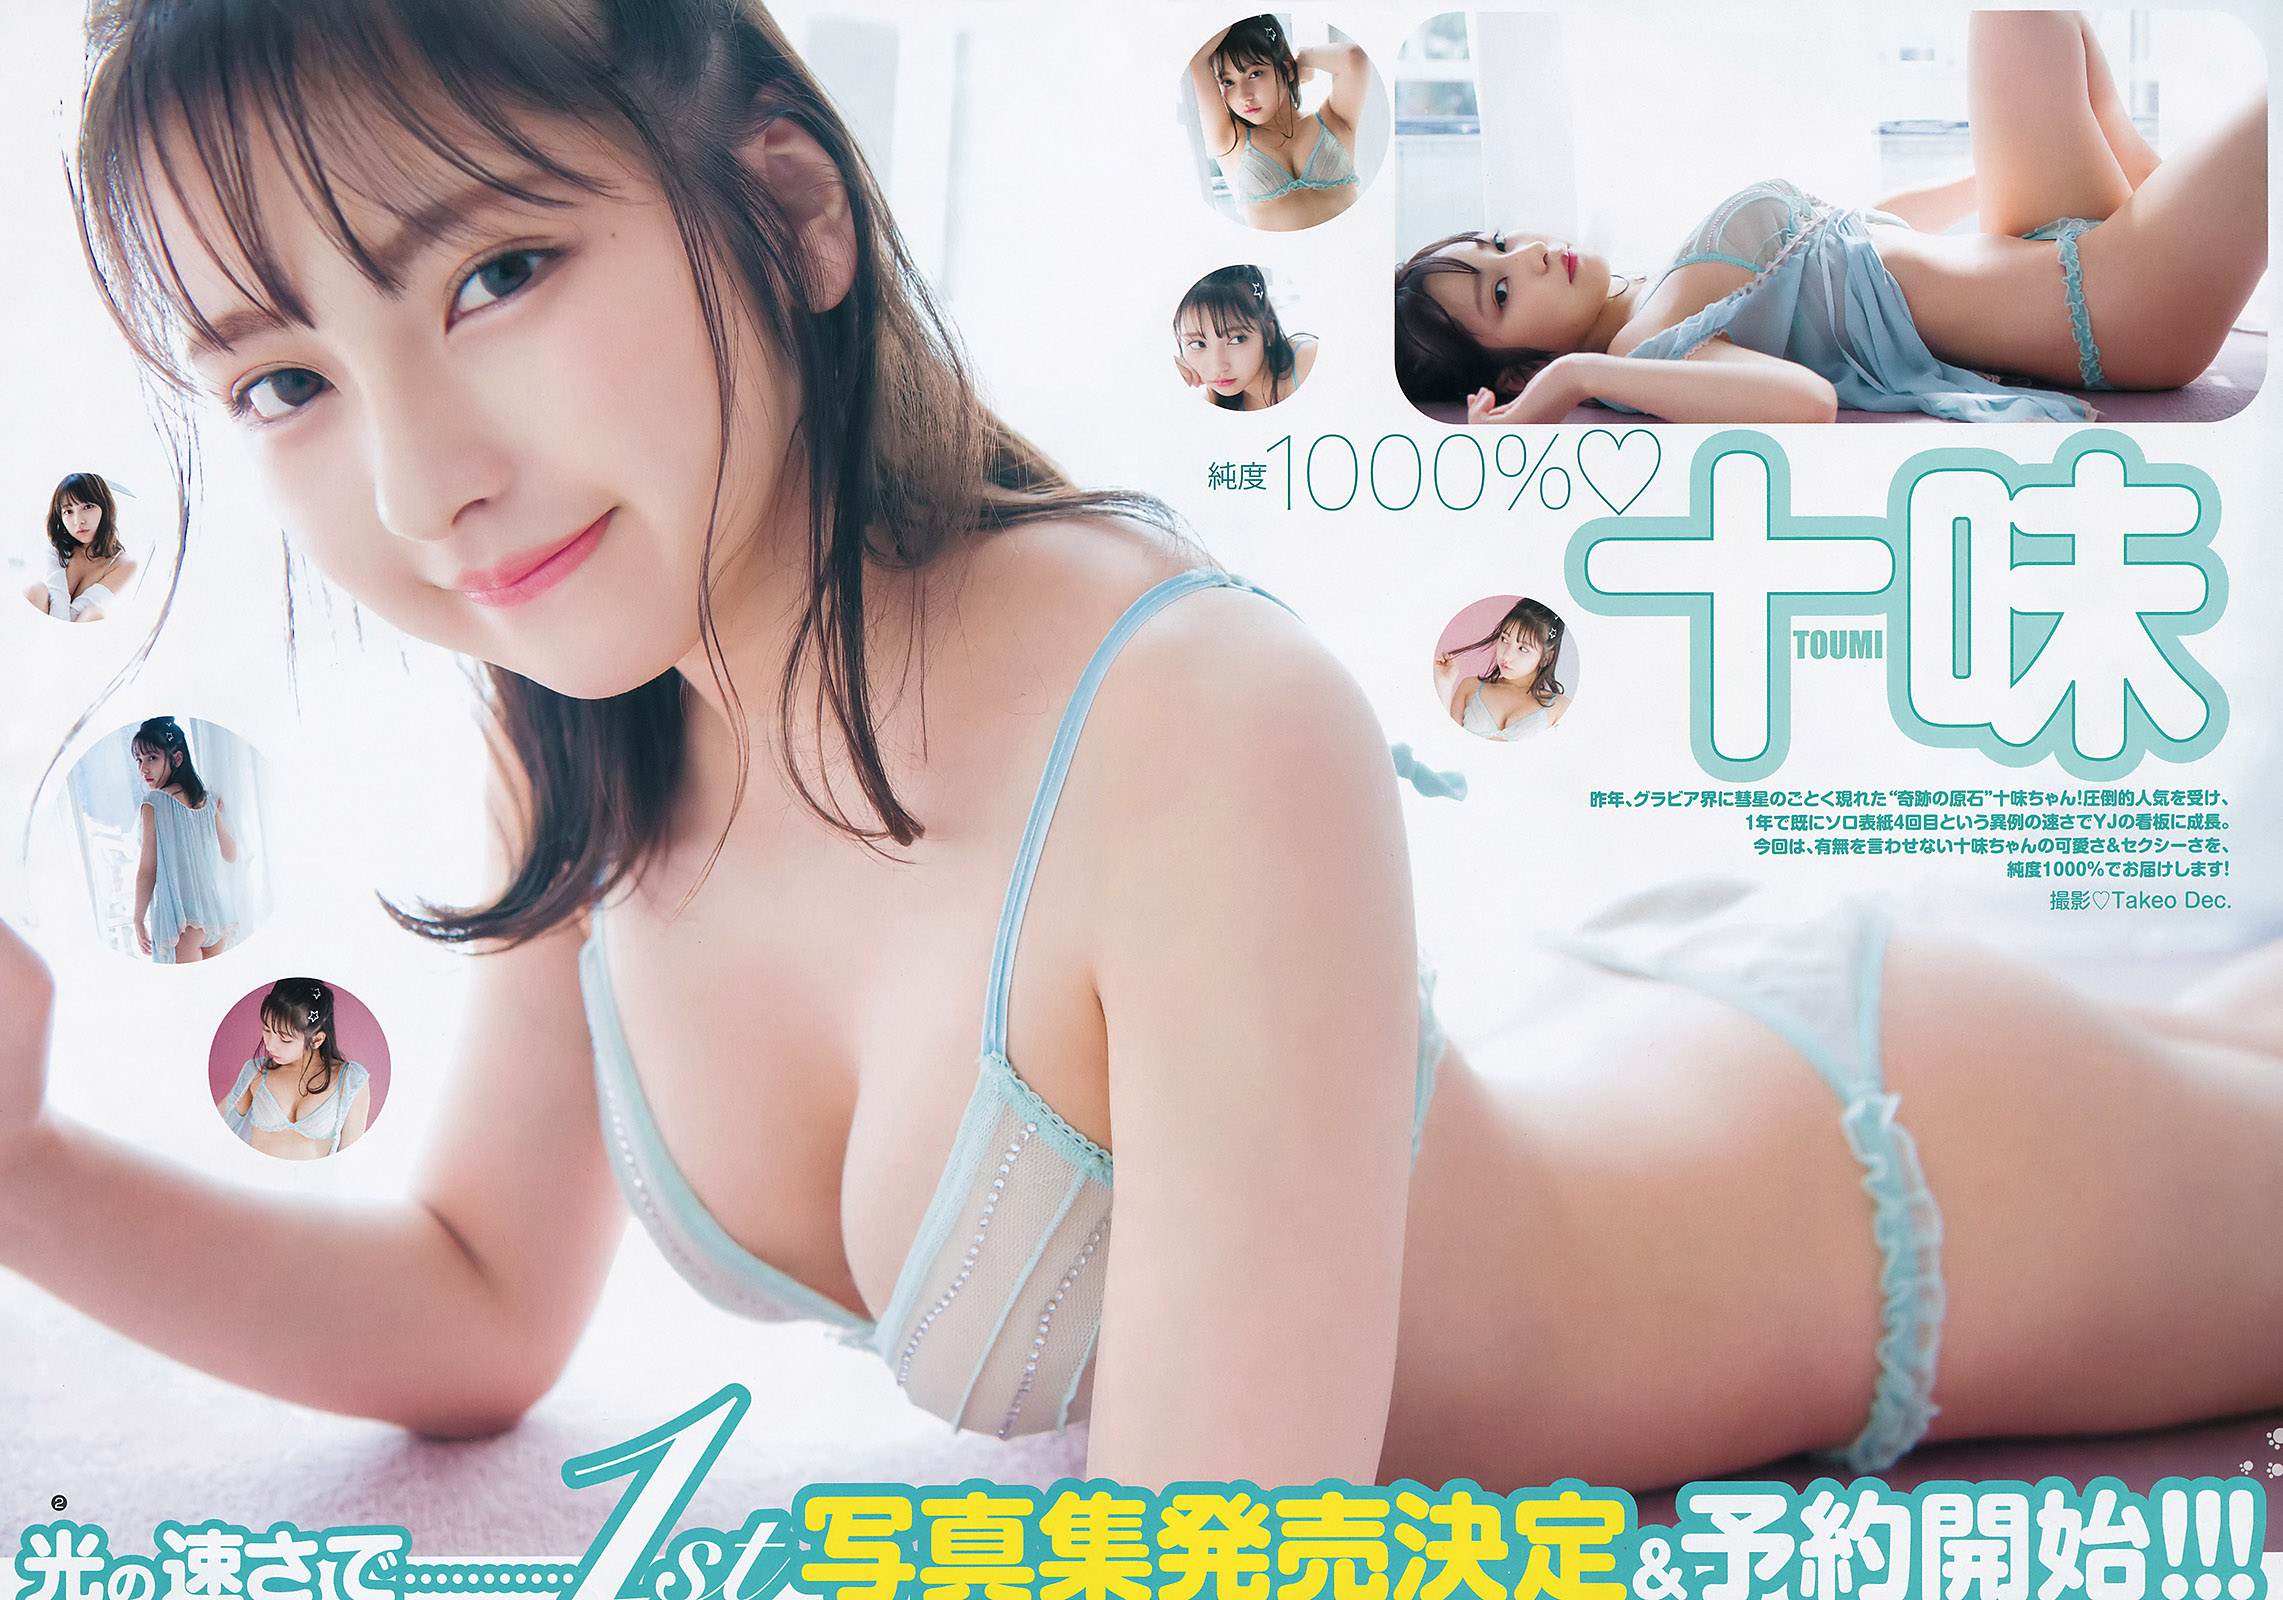 純度1000%♡
十味
TOUMI
昨年、グラビア界に彗星のごとく現れた“奇跡の原石”十味ちゃん!圧倒的人気を受け、
1年で既にソロ表紙4回目という異例の速さでYJの看板に成長。
今回は、有無を言わせない十味ちゃんの可愛さ&セクシーさを、
純度1000%でお届けします!
撮影♡Takeo Dec.
2
光の速さで…………1st写真集発売決定&予約開始!!!